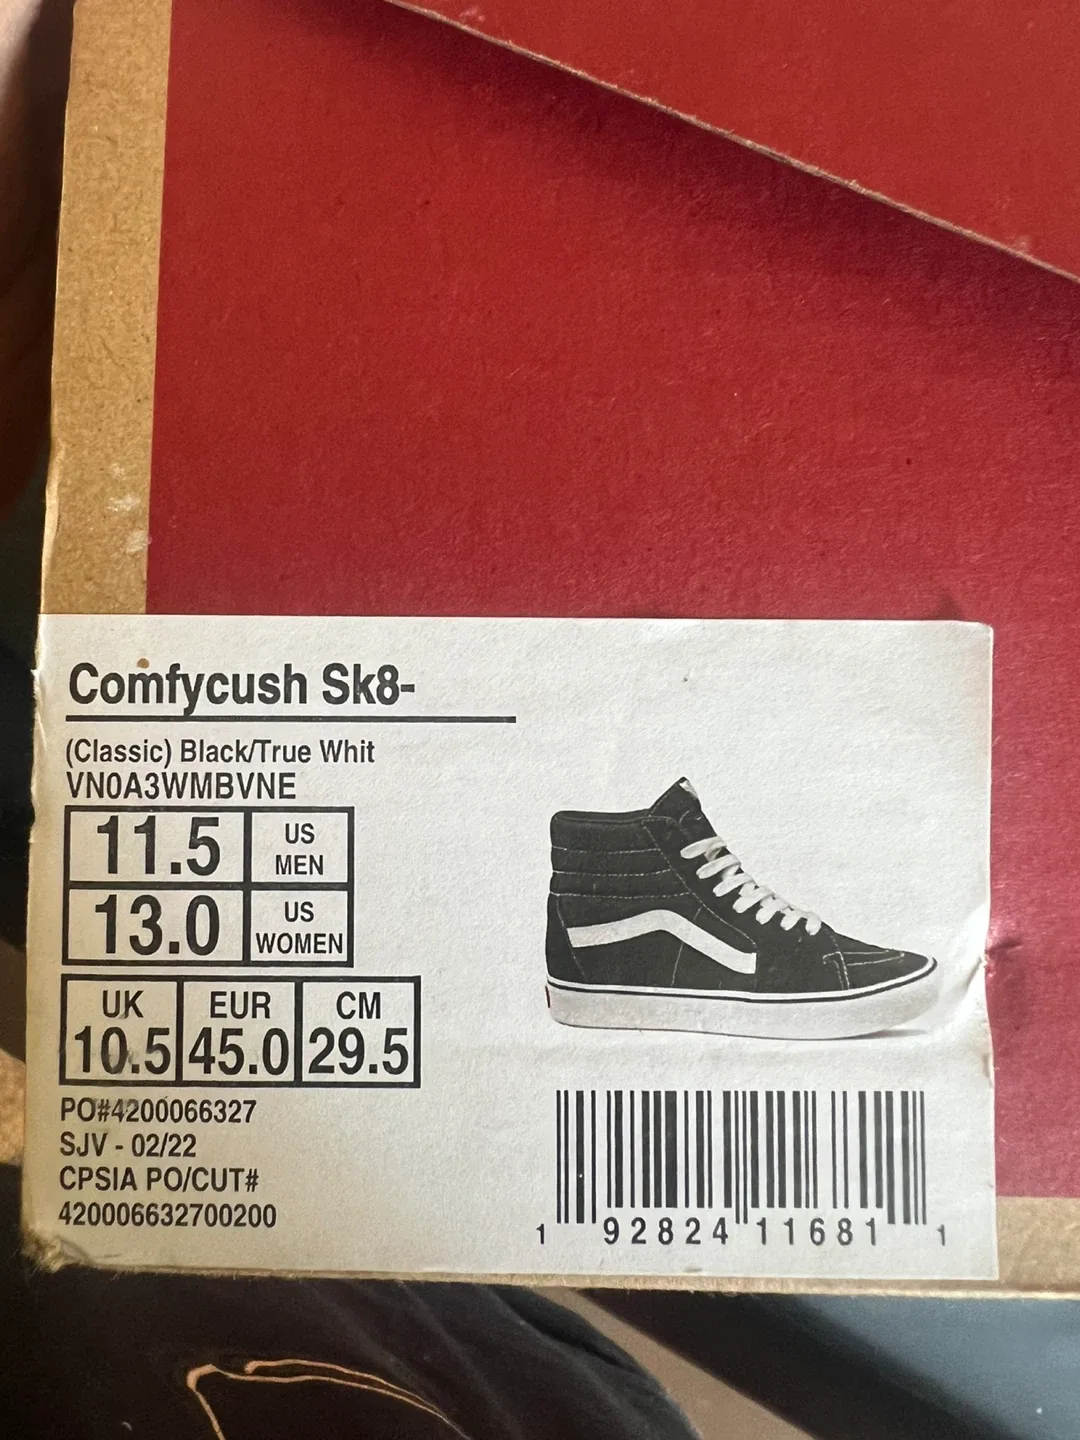 Comfycush Sk8-
(Classic) Black/True Whit
VN0A3WMBVNE
11.5 US MEN
13.0 US WOMEN
UK EUR CM
10.5 45.0 29.5
PO#4200066327
SJV - 02/22
CPSIA PO/CUT#
420006632700200
1 92824 11681 1